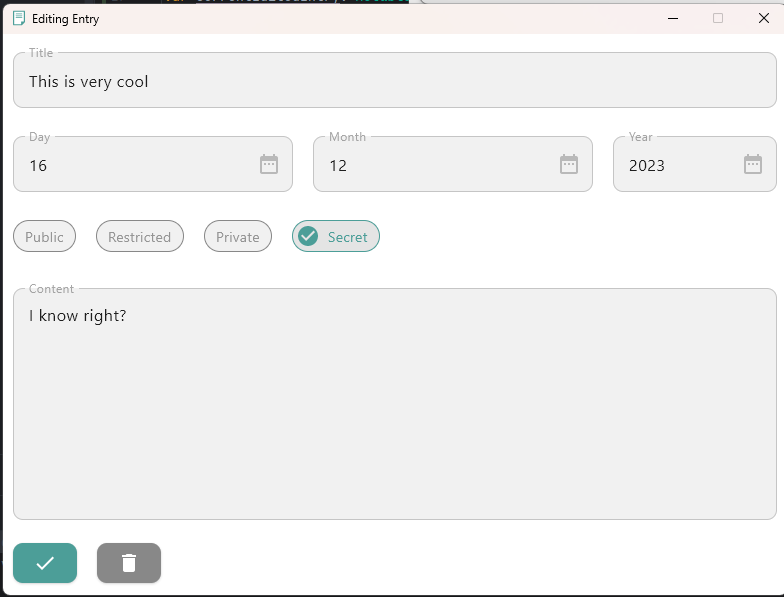 Editing Entry
Title
This is very cool
Day
Month
Year
16
12
2023
Public
Restricted
Private
Secret
Content
I know right?